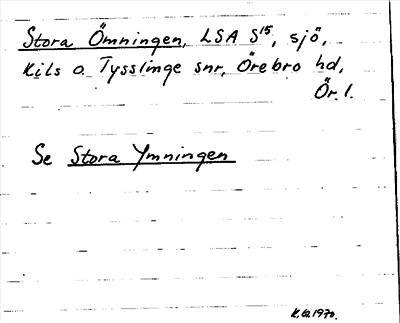 Stora Ömningen, LSA S15, sjö,
Kils o. Tysslinge snr, Örebro hd,
Ör. l.
Se Stora Ymningen
K.G.1970.